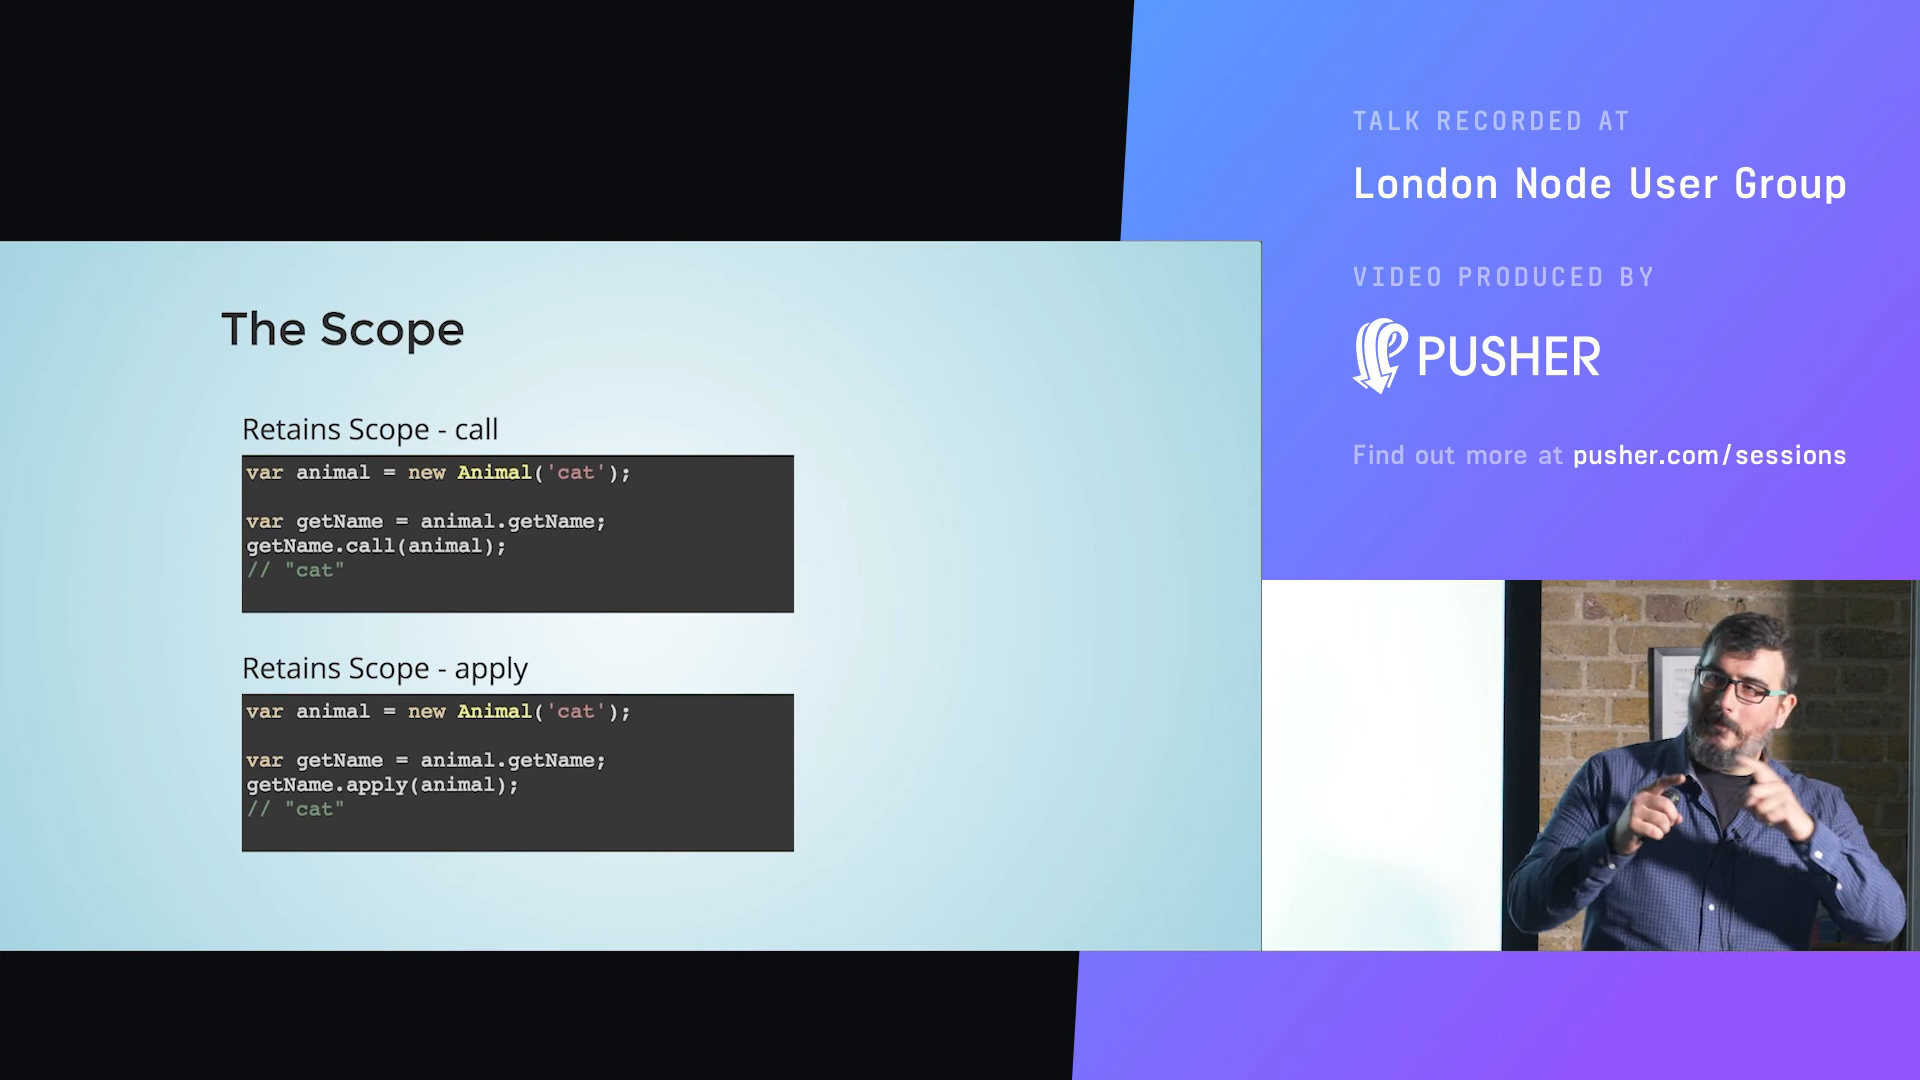 The Scope
Retains Scope - call
var animal = new Animal('cat');
var getName = animal.getName;
getName.call(animal);
// "cat"
Retains Scope - apply
var animal = new Animal('cat');
var getName = animal.getName;
getName.apply(animal);
// "cat"
TALK RECORDED AT
London Node User Group
VIDEO PRODUCED BY
PUSHER
Find out more at pusher.com/sessions